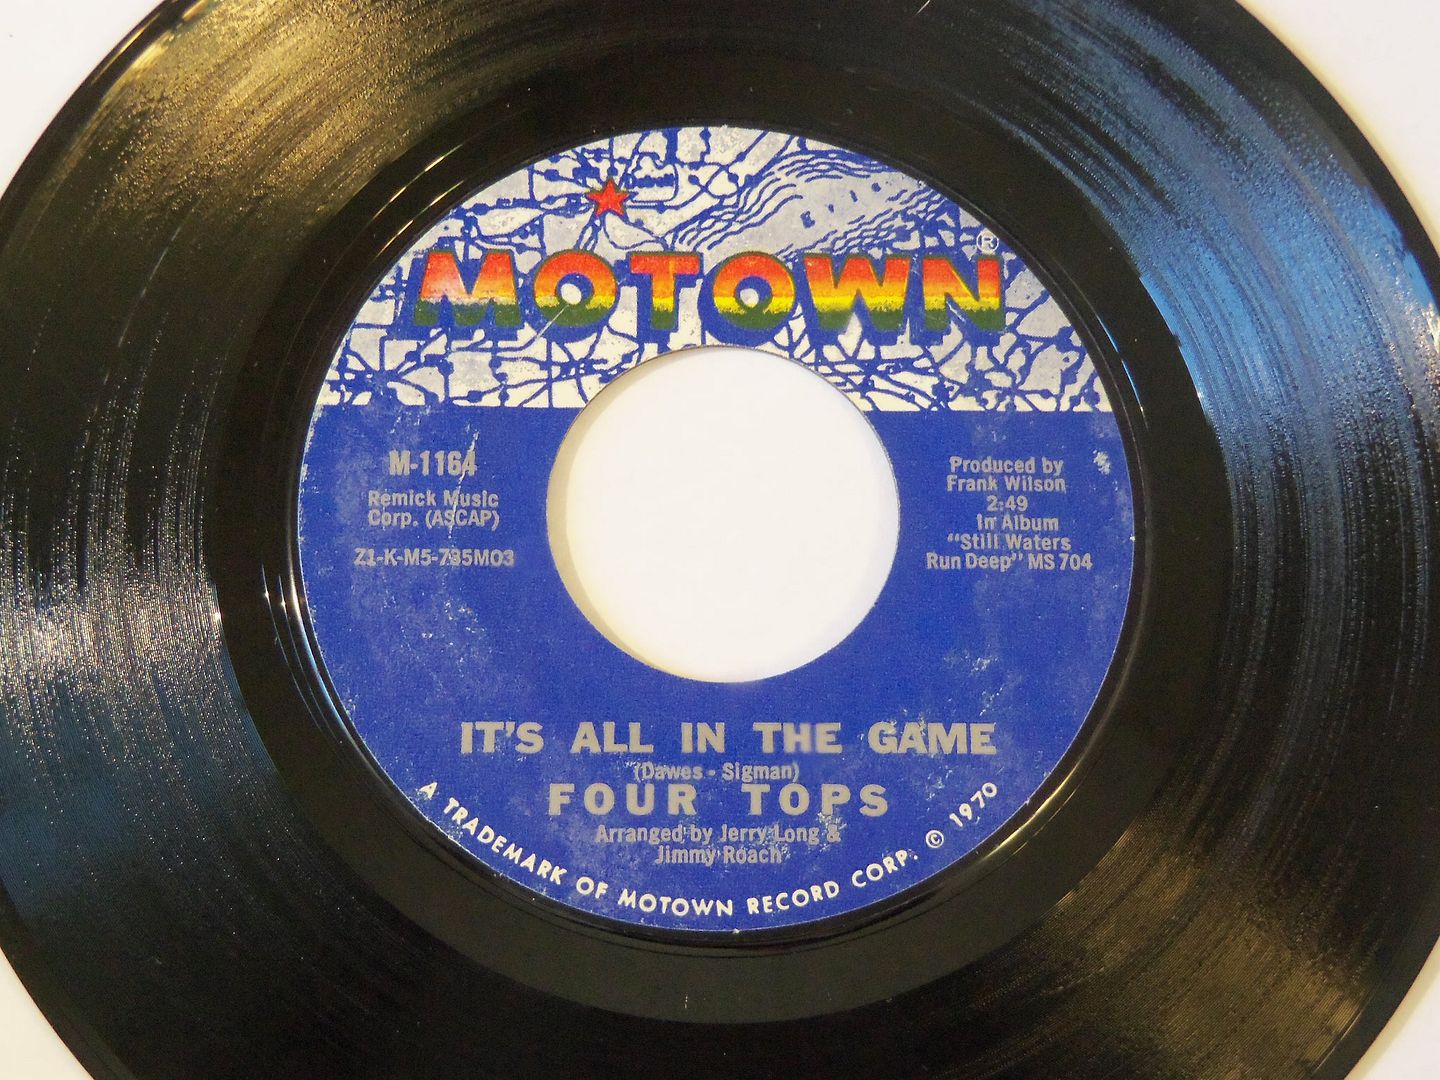 MOTOWN ®
M-1164
Remick Music
Corp. (ASCAP)
Z1-K-M5-735M03
Produced by
Frank Wilson
2:49
In Album
“Still Waters
Run Deep” MS 704
IT'S ALL IN THE GAME
(Dawes - Sigman)
FOUR TOPS
Arranged by Jerry Long &
Jimmy Roach
A TRADEMARK OF MOTOWN RECORD CORP. © 1970